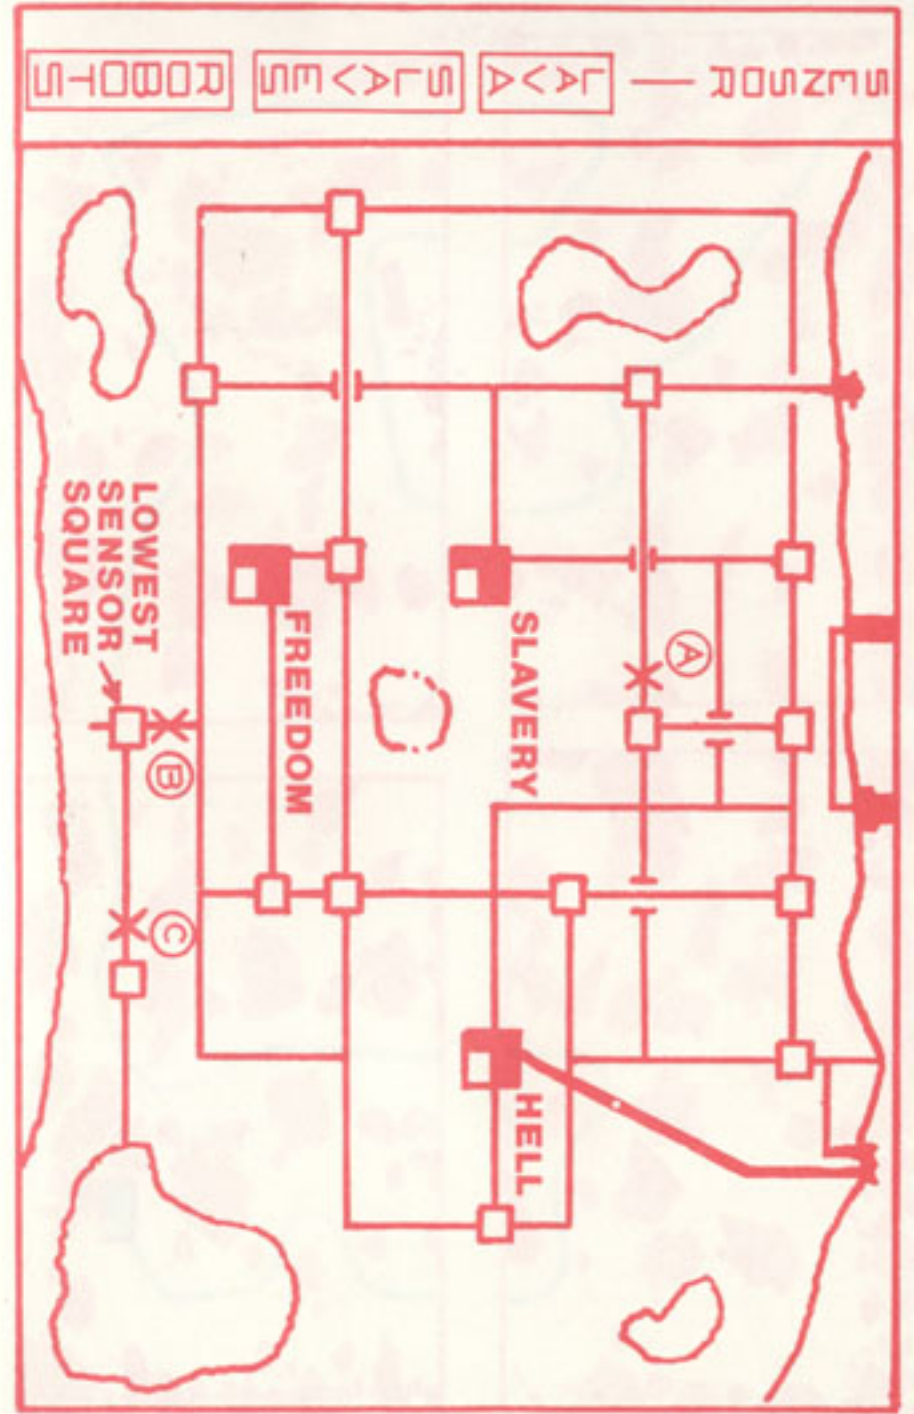 SENSOR — LAVA SLAVES ROBOTS
A
SLAVERY
HELL
FREEDOM
LOWEST
SENSOR
SQUARE
B
C